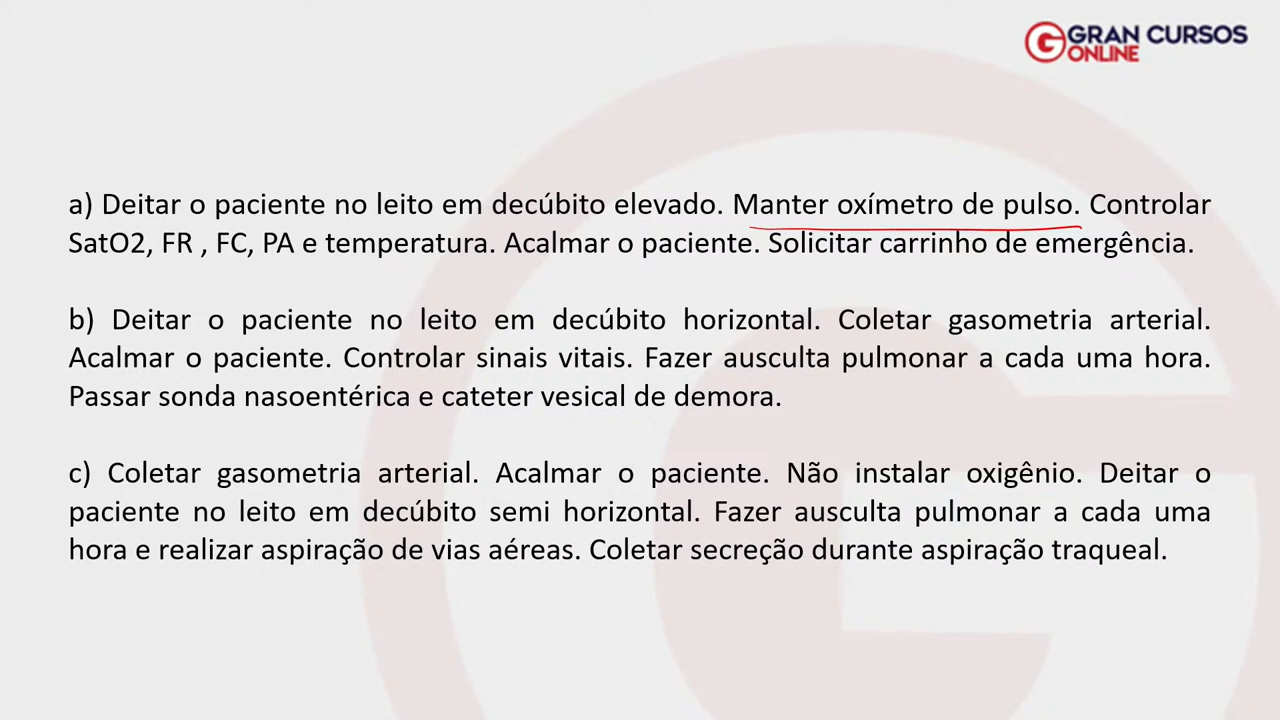 GRAN CURSOS
ONLINE
a) Deitar o paciente no leito em decúbito elevado. Manter oxímetro de pulso. Controlar
SatO2, FR , FC, PA e temperatura. Acalmar o paciente. Solicitar carrinho de emergência.
b) Deitar o paciente no leito em decúbito horizontal. Coletar gasometria arterial.
Acalmar o paciente. Controlar sinais vitais. Fazer ausculta pulmonar a cada uma hora.
Passar sonda nasoentérica e cateter vesical de demora.
c) Coletar gasometria arterial. Acalmar o paciente. Não instalar oxigênio. Deitar o
paciente no leito em decúbito semi horizontal. Fazer ausculta pulmonar a cada uma
hora e realizar aspiração de vias aéreas. Coletar secreção durante aspiração traqueal.